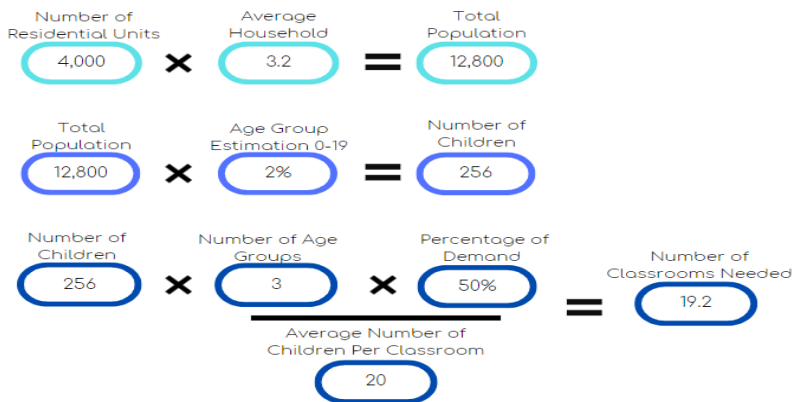 Number of Residential Units
Average Household
Total Population
4,000 × 3.2 = 12,800
Total Population
Age Group Estimation 0-19
Number of Children
12,800 × 2% = 256
Number of Children
Number of Age Groups
Percentage of Demand
Number of Classrooms Needed
256 × 3 × 50% = 19.2
Average Number of
Children Per Classroom
20